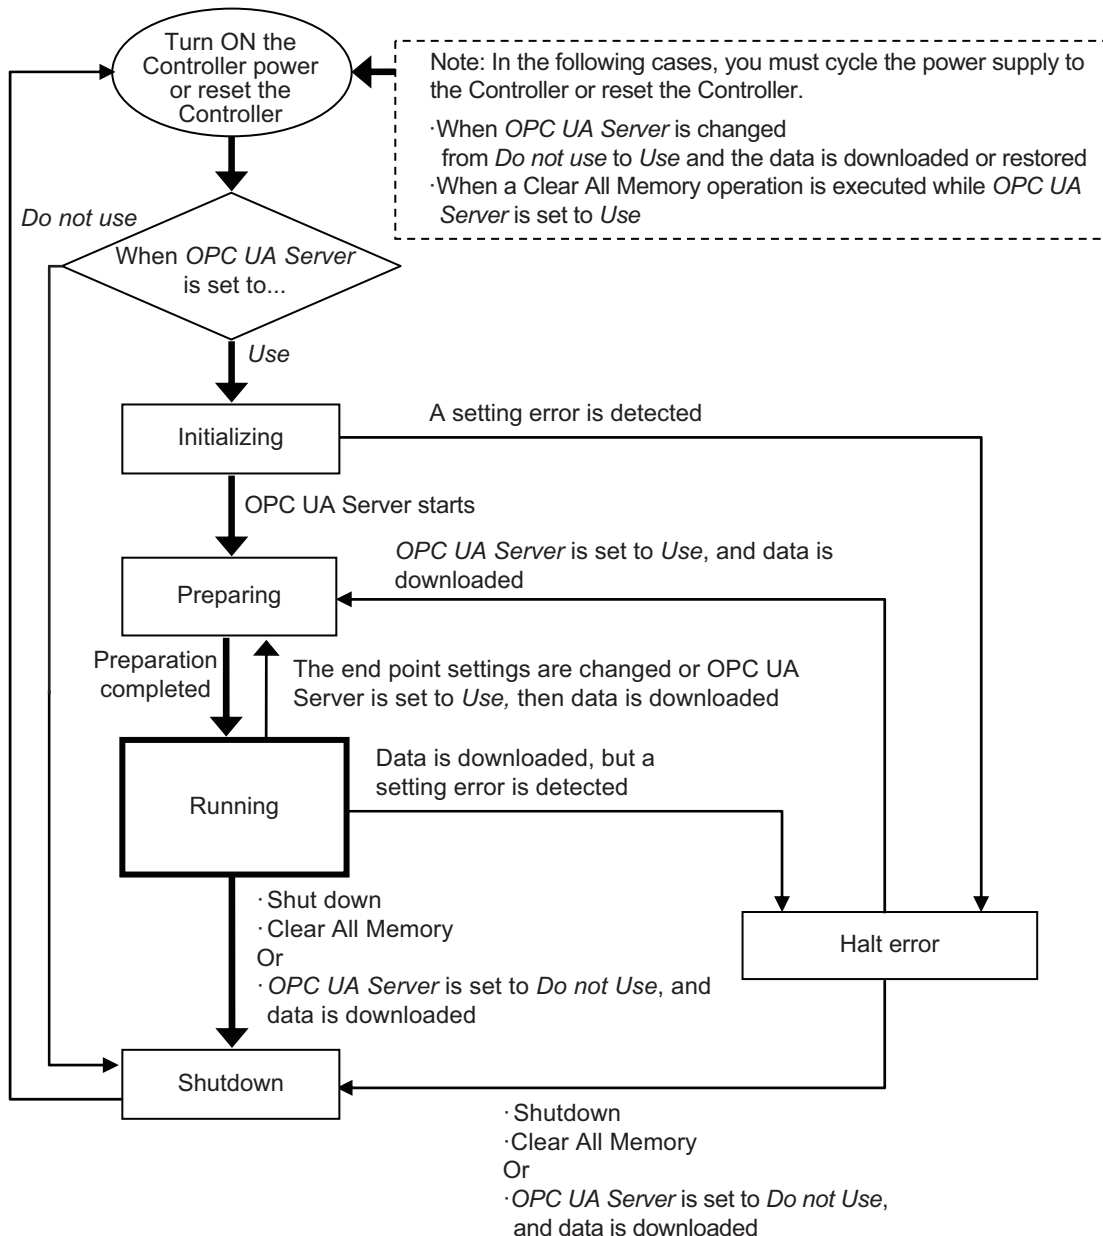 Turn ON the
Controller power
or reset the
Controller
Note: In the following cases, you must cycle the power supply to
the Controller or reset the Controller.
·When OPC UA Server is changed
from Do not use to Use and the data is downloaded or restored
·When a Clear All Memory operation is executed while OPC UA
Server is set to Use
Do not use
When OPC UA Server
is set to...
Use
Initializing
A setting error is detected
OPC UA Server starts
OPC UA Server is set to Use, and data is
downloaded
Preparing
Preparation
completed
The end point settings are changed or OPC UA
Server is set to Use, then data is downloaded
Data is downloaded, but a
setting error is detected
Running
·Shut down
·Clear All Memory
Or
·OPC UA Server is set to Do not Use, and
data is downloaded
Halt error
Shutdown
·Shutdown
·Clear All Memory
Or
·OPC UA Server is set to Do not Use,
and data is downloaded